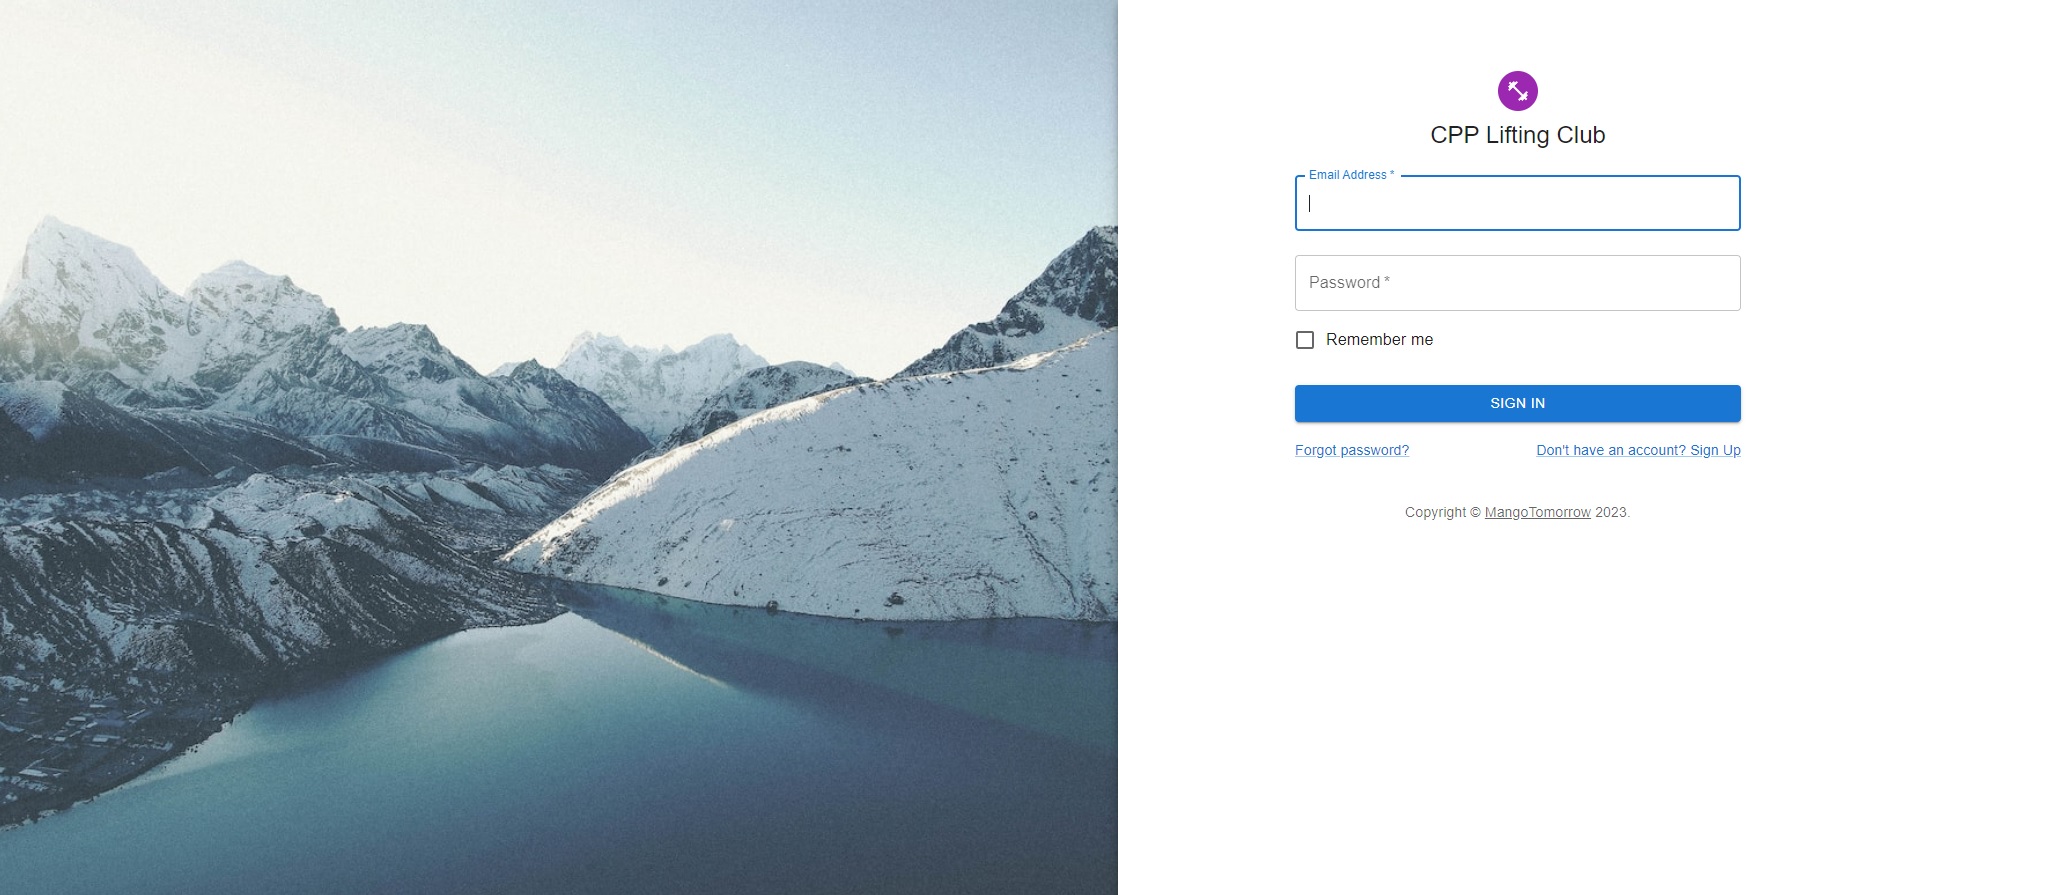 CPP Lifting Club
Email Address *
Password *
Remember me
SIGN IN
Forgot password? Don't have an account? Sign Up
Copyright © MangoTomorrow 2023.